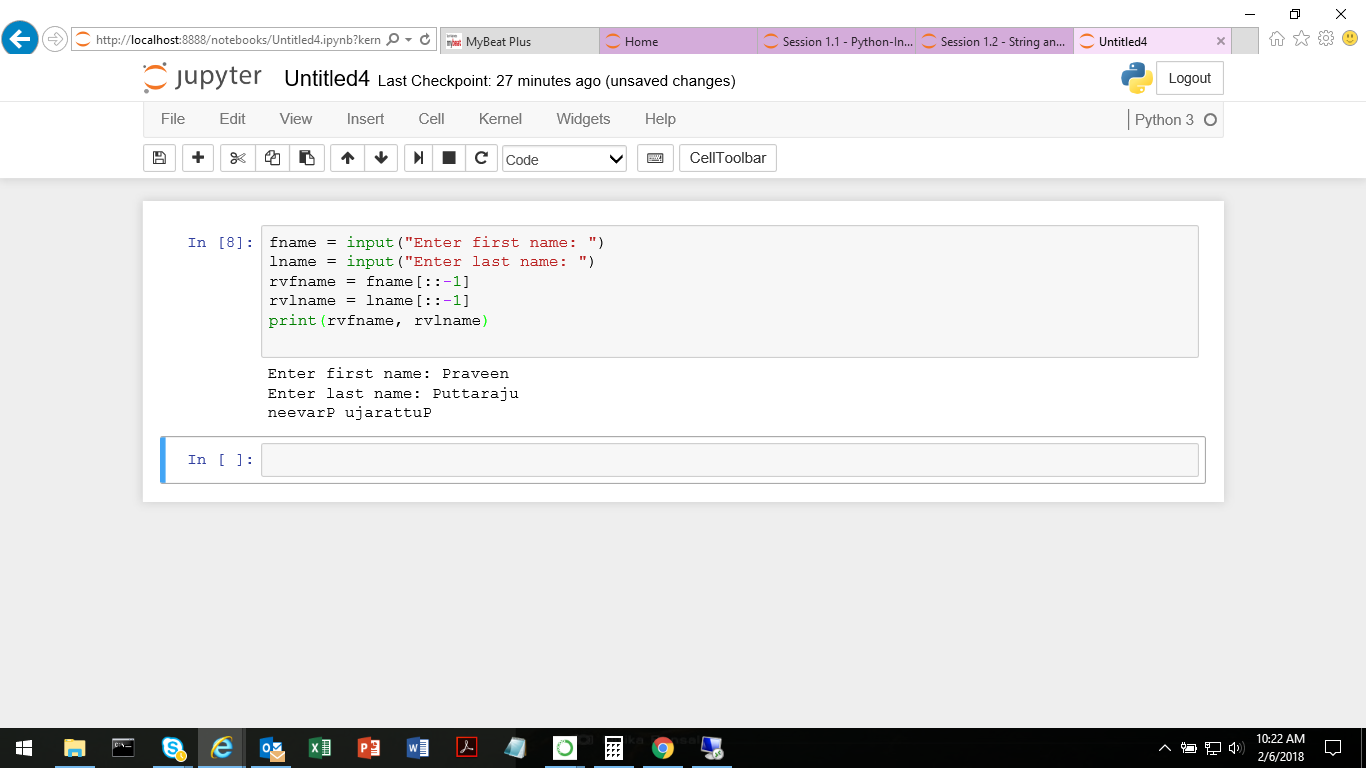 http://localhost:8888/notebooks/Untitled4.ipynb?kern
MyBeat Plus
Home
Session 1.1 - Python-In...
Session 1.2 - String an...
Untitled4
jupyter Untitled4 Last Checkpoint: 27 minutes ago (unsaved changes)
Logout
File Edit View Insert Cell Kernel Widgets Help
Python 3
Code
CellToolbar
In [8]:
fname = input("Enter first name: ")
lname = input("Enter last name: ")
rvfname = fname[::-1]
rvlname = lname[::-1]
print(rvfname, rvlname)
Enter first name: Praveen
Enter last name: Puttaraju
neevarP ujarattuP
In [ ]:
10:22 AM
2/6/2018